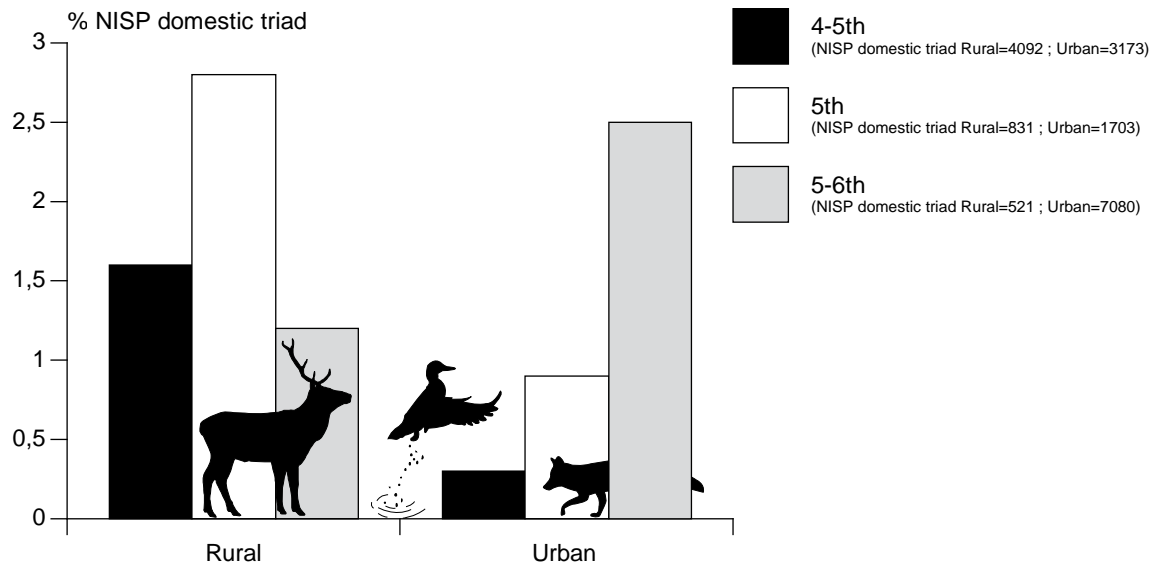 % NISP domestic triad
3
2,5
2
1,5
1
0,5
0
Rural
Urban
4-5th
(NISP domestic triad Rural=4092 ; Urban=3173)
5th
(NISP domestic triad Rural=831 ; Urban=1703)
5-6th
(NISP domestic triad Rural=521 ; Urban=7080)